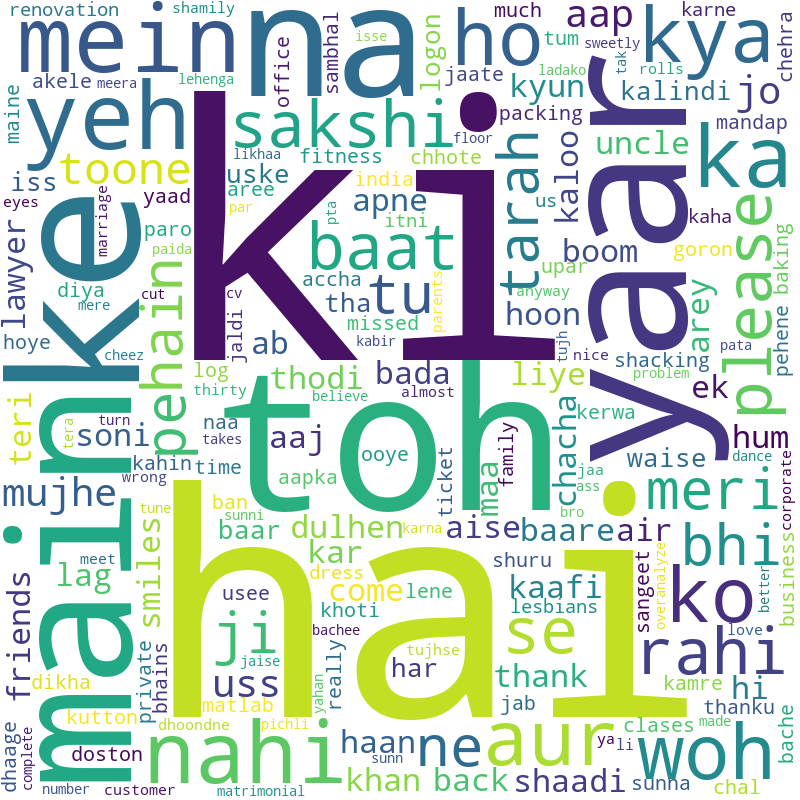 renovation
shamily
mein
na
ho
much
aap
karne
kya
chehra
akele
meera
isse
lehenga
office
sambhal
logon
jaate
tum
sweetly
ladako
tak
rolls
kyun
kalindi
jo
maine
yeh
sakshi
packing
mandap
floor
likhaa
fitness
chhote
uncle
ka
toone
iss
uske
aree
india
apne
itni
us
tarah
kaloo
yaar
eyes
yaad
marriage
par
pta
kaha
lawyer
paro
paida
ki
baat
boom
goron
please
baking
diya
mere
cut
cv
accha
tha
tu
upar
anyway
hoon
arey
pehene
hoye
ke
cheez
jaldi
ab
missed
kabir
parents
tujh
nice
shacking
pata
pehain
log
thirty
thodi
believe
bada
almost
liye
problem
ek
teri
tera
turn
soni
naa
takes
toh
aaj
ooye
chacha
kerwa
hum
dance
kahin
time
wrong
aapka
ticket
family
maa
waise
jaa
ass
bro
corporate
mujhe
main
tune
ban
sunni
baar
dulhen
karna
aise
baare
air
meri
bhi
meet
lag
smiles
kar
dress
come
lene
shuru
kaafi
lesbians
sangeet
overanalyze
ko
better
business
usee
khoti
bachee
hai
friends
ji
tujhse
se
rahi
love
dikha
private
bhains
uss
jaise
really
har
thank
kamre
hi
matlab
jab
thanku
kutton
dhoondne
pichli
yahan
clases
made
dhaage
complete
doston
nahi
haan
ne
aur
ya
li
woh
bache
sunn
number
customer
matrimonial
khan
back
shaadi
sunha
chal